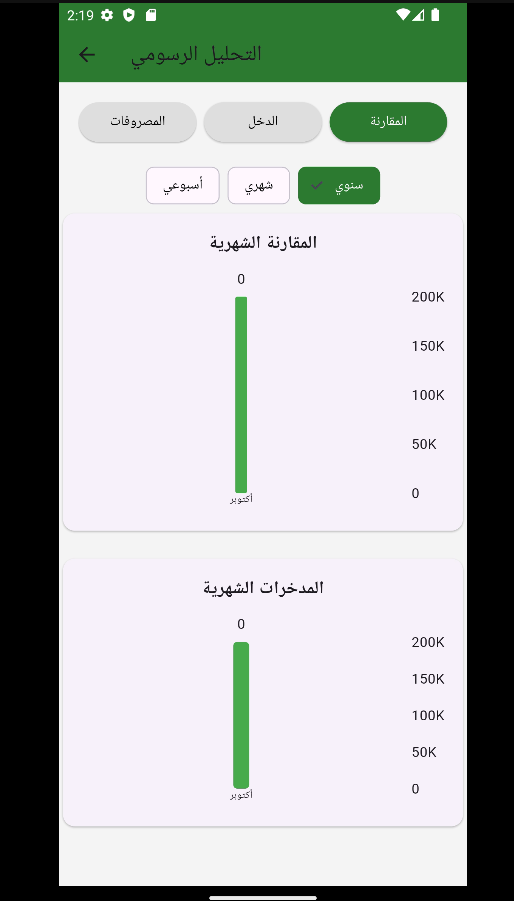 2:19
التحليل الرسومي
المقارنة
الدخل
المصروفات
سنوي
شهري
أسبوعي
المقارنة الشهرية
0
200K
150K
100K
50K
0
أكتوبر
المدخرات الشهرية
0
200K
150K
100K
50K
0
أكتوبر